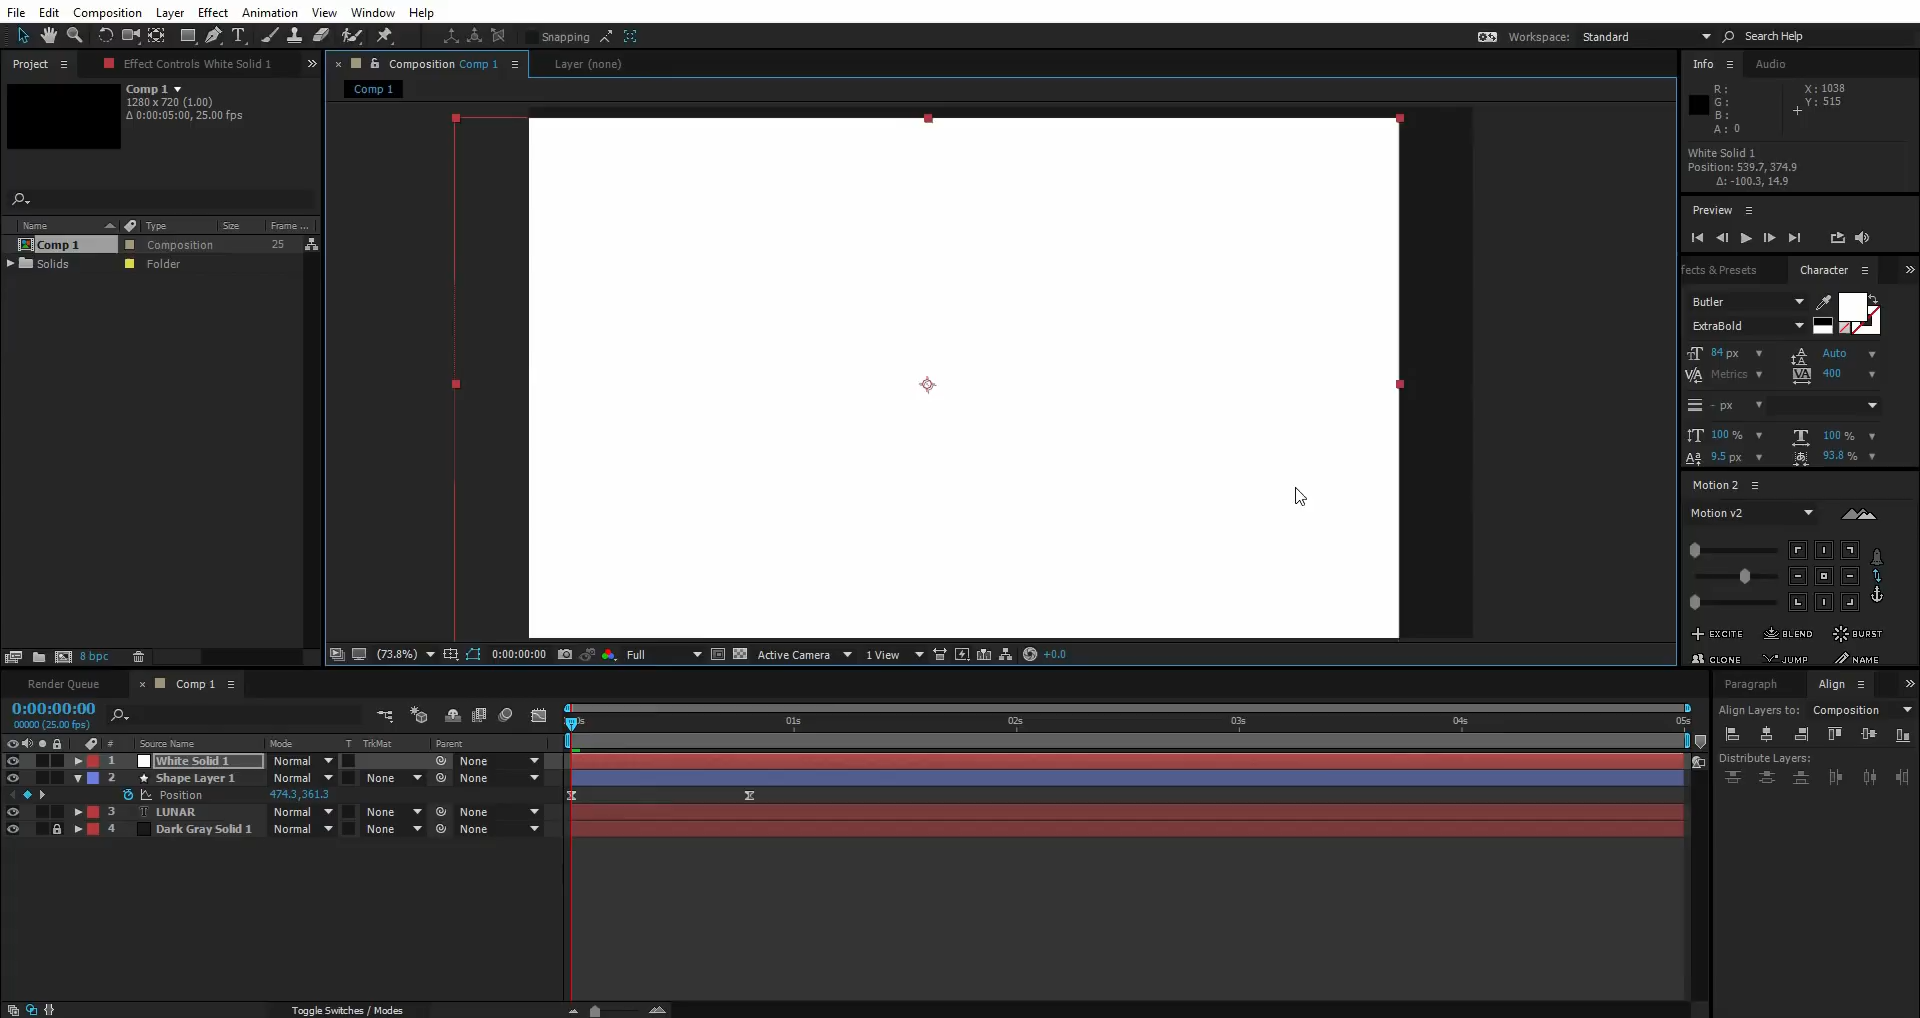 File Edit Composition Layer Effect Animation View Window Help
Snapping
Workspace: Standard Search Help
Project Effect Controls White Solid 1
Composition Comp 1 Layer (none)
Info Audio
Comp 1
Comp 1
1280 x 720 (1.00)
Δ 0:00:05:00, 25.00 fps
R :
G :
B :
A : 0
X : 1038
Y : 515
White Solid 1
Position: 539.7, 374.9
Δ: -100.3, 14.9
Preview
Name Type Size Frame ...
Comp 1 Composition 25
Solids Folder
fects & Presets Character
Butler
ExtraBold
84 px Auto
Metrics 400
- px
100 % 100 %
9.5 px 93.8 %
Motion 2
Motion v2
EXCITE BLEND BURST
CLONE JUMP NAME
8 bpc
(73.8%) 0:00:00:00 Full Active Camera 1 View +0.0
Render Queue Comp 1
Paragraph Align
0:00:00:00
00000 (25.00 fps)
0s 01s 02s 03s 04s 05s
Align Layers to: Composition
# Source Name Mode T TrkMat Parent
Distribute Layers:
1 White Solid 1 Normal None
2 Shape Layer 1 Normal None None
Position 474.3,361.3
3 T LUNAR Normal None None
4 Dark Gray Solid 1 Normal None None
Toggle Switches / Modes